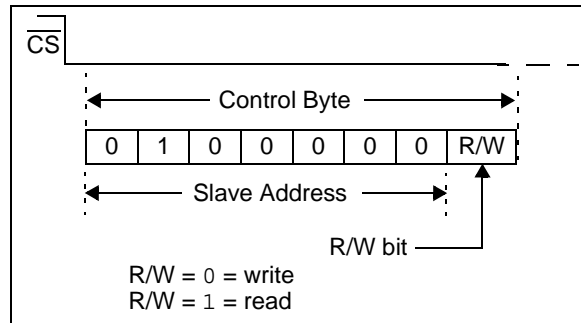 CS
Control Byte
0 1 0 0 0 0 0 R/W
Slave Address
R/W bit
R/W = 0 = write
R/W = 1 = read